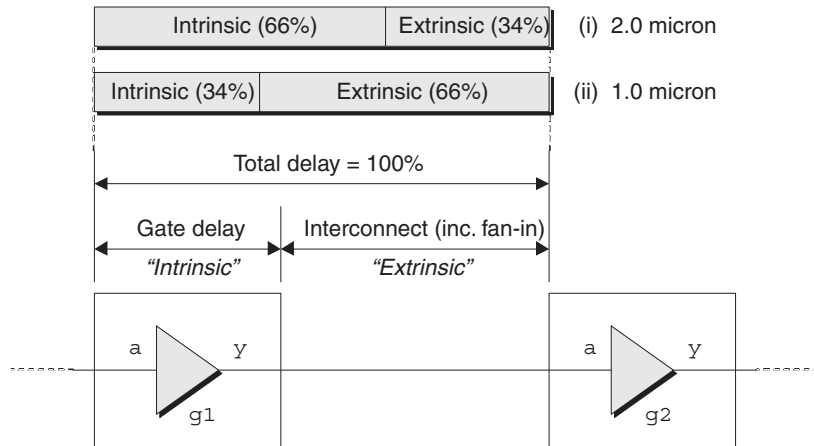 Intrinsic (66%) Extrinsic (34%) (i) 2.0 micron
Intrinsic (34%) Extrinsic (66%) (ii) 1.0 micron
Total delay = 100%
Gate delay Interconnect (inc. fan-in)
“Intrinsic” “Extrinsic”
a y a y
g1 g2